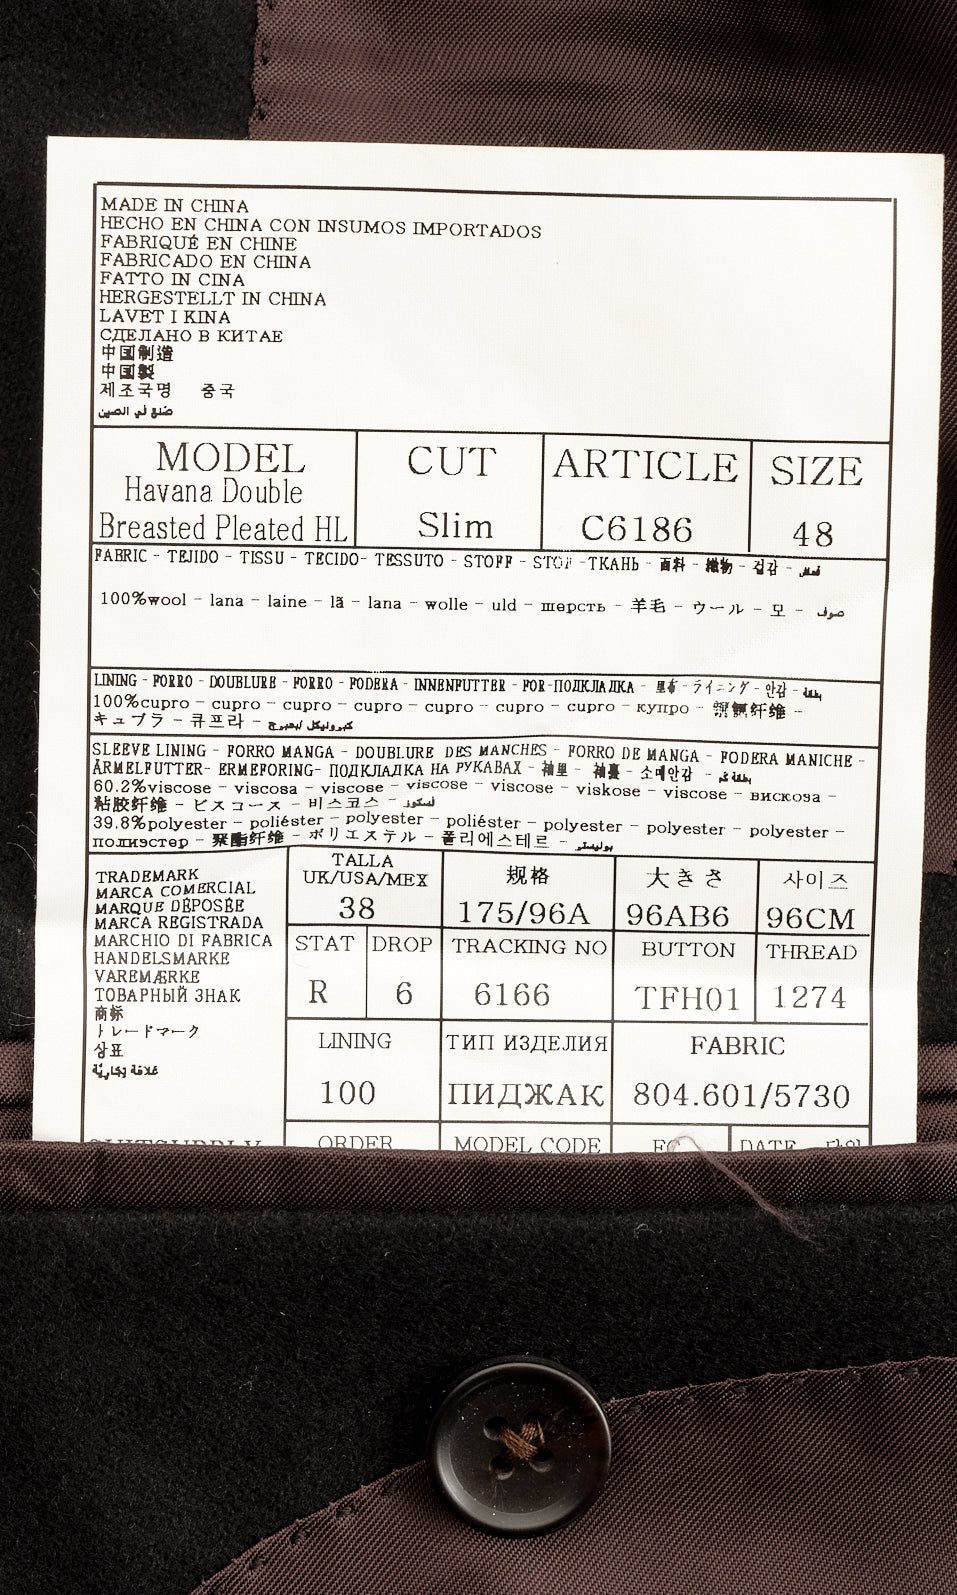 MADE IN CHINA
HECHO EN CHINA CON INSUMOS IMPORTADOS
FABRIQUÉ EN CHINE
FABRICADO EN CHINA
FATTO IN CINA
HERGESTELLT IN CHINA
LAVET I KINA
СДЕЛАНО В КИТАЕ
中国制造
中国製
제조국명 중국
صنع في الصين
MODEL CUT ARTICLE SIZE
Havana Double
Breasted Pleated HL Slim C6186 48
FABRIC - TEJIDO - TISSU - TECIDO- TESSUTO - STOFF - STOF -ТКАНЬ - 面料 - 織物 - 겉감 - قماش
100%wool - lana - laine - lã - lana - wolle - uld - шерсть - 羊毛 - ウール - 모 - صوف
LINING - FORRO - DOUBLURE - FORRO - FODERA - INNENFUTTER - FOR-ПОДКЛАДКА - 里布 - ライニング - 안감 - بطانة
100%cupro - cupro - cupro - cupro - cupro - cupro - cupro - купро - 铜氨纤维 -
キュプラ - 큐프라 -
SLEEVE LINING - FORRO MANGA - DOUBLURE DES MANCHES - FORRO DE MANGA - FODERA MANICHE -
ÄRMELFUTTER- ERMEFORING- ПОДКЛАДКА НА РУКАВАХ - 袖里 - 袖裏 - 소매안감 - بطانة كم
60.2%viscose - viscosa - viscose - viscose - viscose - viskose - viscose - вискоза -
粘胶纤维 - ビスコース - 비스코스 -
39.8%polyester - poliéster - polyester - poliéster - polyester - polyester - polyester -
полиэстер - 聚酯纤维 - ポリエステル - 폴리에스테르 - بوليستر
TRADEMARK
MARCA COMERCIAL
MARQUE DÉPOSÉE
MARCA REGISTRADA
MARCHIO DI FABRICA
HANDELSMARKE
VAREMÆRKE
ТОВАРНЫЙ ЗНАК
商标
トレードマーク
상표
علامة تجارية
TALLA
UK/USA/MEX 规格 大きさ 사이즈
38 175/96A 96AB6 96CM
STAT DROP TRACKING NO BUTTON THREAD
R 6 6166 TFH01 1274
LINING ТИП ИЗДЕЛИЯ FABRIC
100 ПИДЖАК 804.601/5730
SUITSUPPLY ORDER MODEL CODE DATE